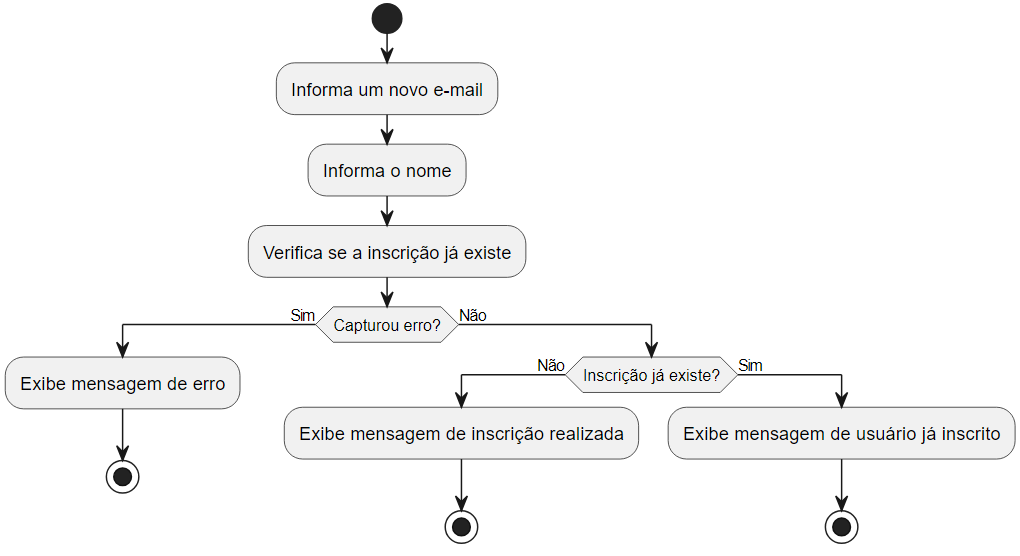 Informa um novo e-mail
Informa o nome
Verifica se a inscrição já existe
Sim
Capturou erro?
Não
Não
Inscrição já existe?
Sim
Exibe mensagem de erro
Exibe mensagem de inscrição realizada
Exibe mensagem de usuário já inscrito